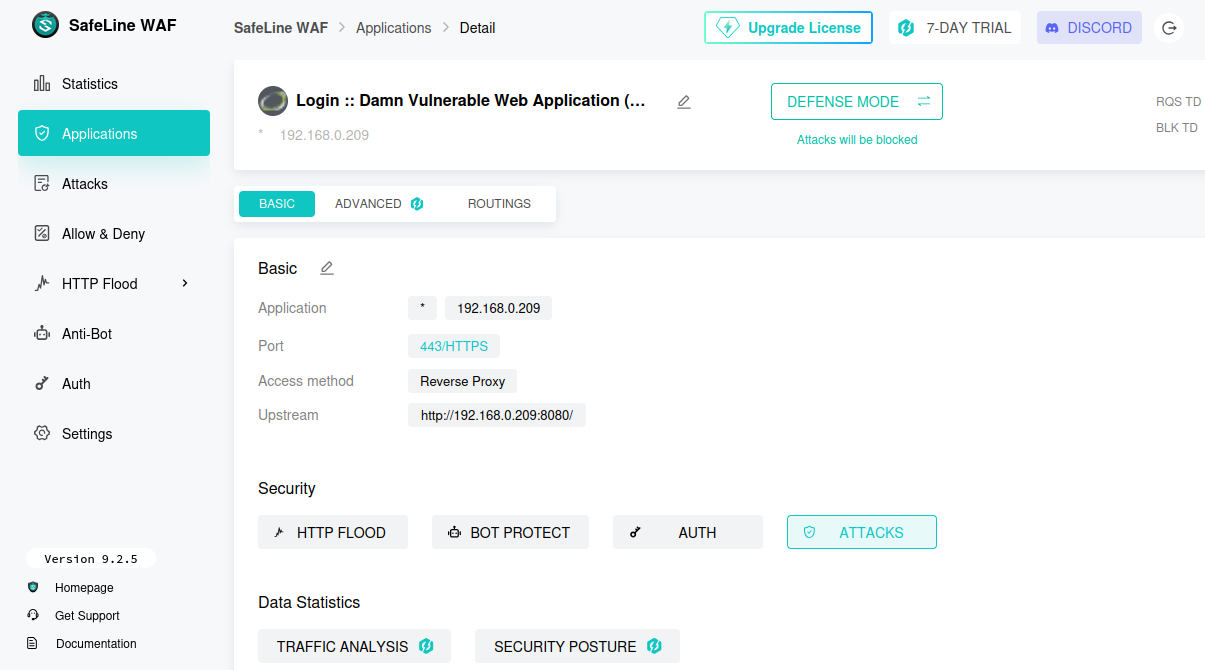 SafeLine WAF
SafeLine WAF > Applications > Detail
Upgrade License
7-DAY TRIAL
DISCORD
Statistics
Applications
Attacks
Allow & Deny
HTTP Flood
Anti-Bot
Auth
Settings
Version 9.2.5
Homepage
Get Support
Documentation
Login :: Damn Vulnerable Web Application (...
* 192.168.0.209
DEFENSE MODE
Attacks will be blocked
RQS TD
BLK TD
BASIC ADVANCED ROUTINGS
Basic
Application * 192.168.0.209
Port 443/HTTPS
Access method Reverse Proxy
Upstream http://192.168.0.209:8080/
Security
HTTP FLOOD BOT PROTECT AUTH ATTACKS
Data Statistics
TRAFFIC ANALYSIS SECURITY POSTURE